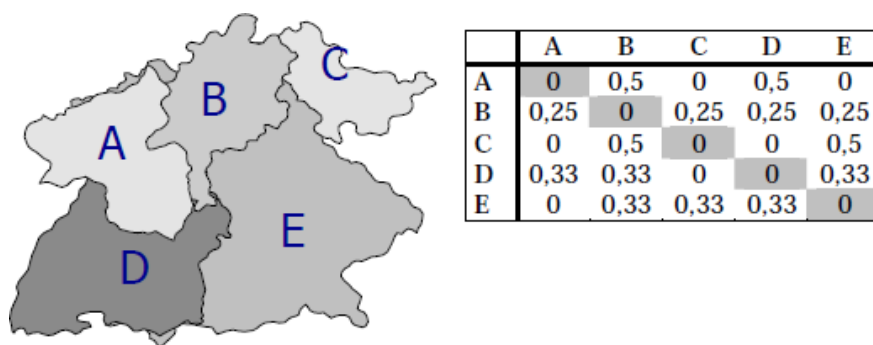 A
B
C
D
E
A B C D E
A 0 0,5 0 0,5 0
B 0,25 0 0,25 0,25 0,25
C 0 0,5 0 0 0,5
D 0,33 0,33 0 0 0,33
E 0 0,33 0,33 0,33 0